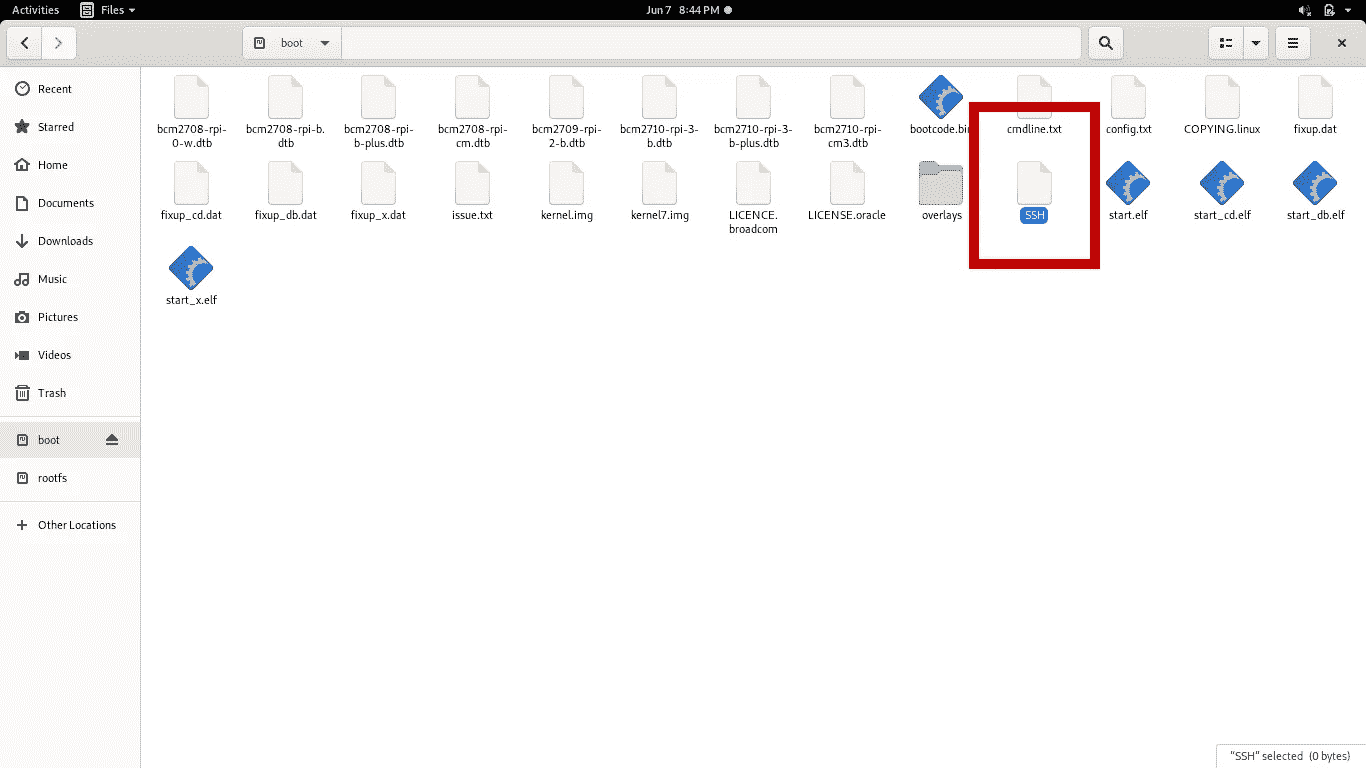 Activities Files Jun 7 8:44 PM
boot
Recent
Starred
Home
Documents
Downloads
Music
Pictures
Videos
Trash
boot
rootfs
Other Locations
bcm2708-rpi-
0-w.dtb
bcm2708-rpi-b.
dtb
bcm2708-rpi-
b-plus.dtb
bcm2708-rpi-
cm.dtb
bcm2709-rpi-
2-b.dtb
bcm2710-rpi-3-
b.dtb
bcm2710-rpi-3-
b-plus.dtb
bcm2710-rpi-
cm3.dtb
bootcode.bin
cmdline.txt
config.txt
COPYING.linux
fixup.dat
fixup_cd.dat
fixup_db.dat
fixup_x.dat
issue.txt
kernel.img
kernel7.img
LICENCE.
broadcom
LICENSE.oracle
overlays
SSH
start.elf
start_cd.elf
start_db.elf
start_x.elf
"SSH" selected (0 bytes)